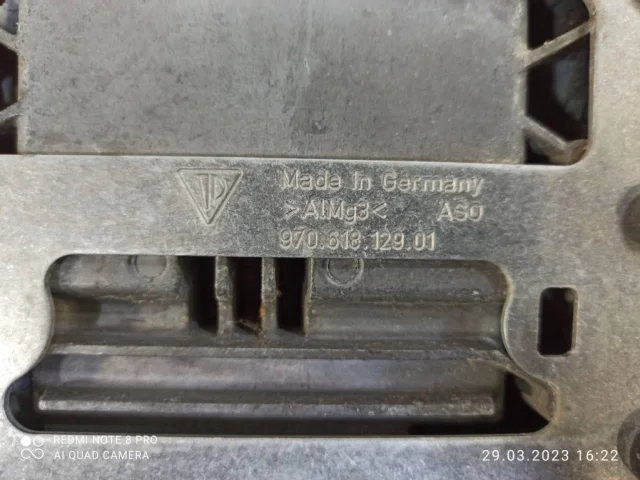 Made in Germany
>AlMg3< ASO
970.618.129.01
REDMI NOTE 8 PRO
AI QUAD CAMERA
29.03.2023 16:22